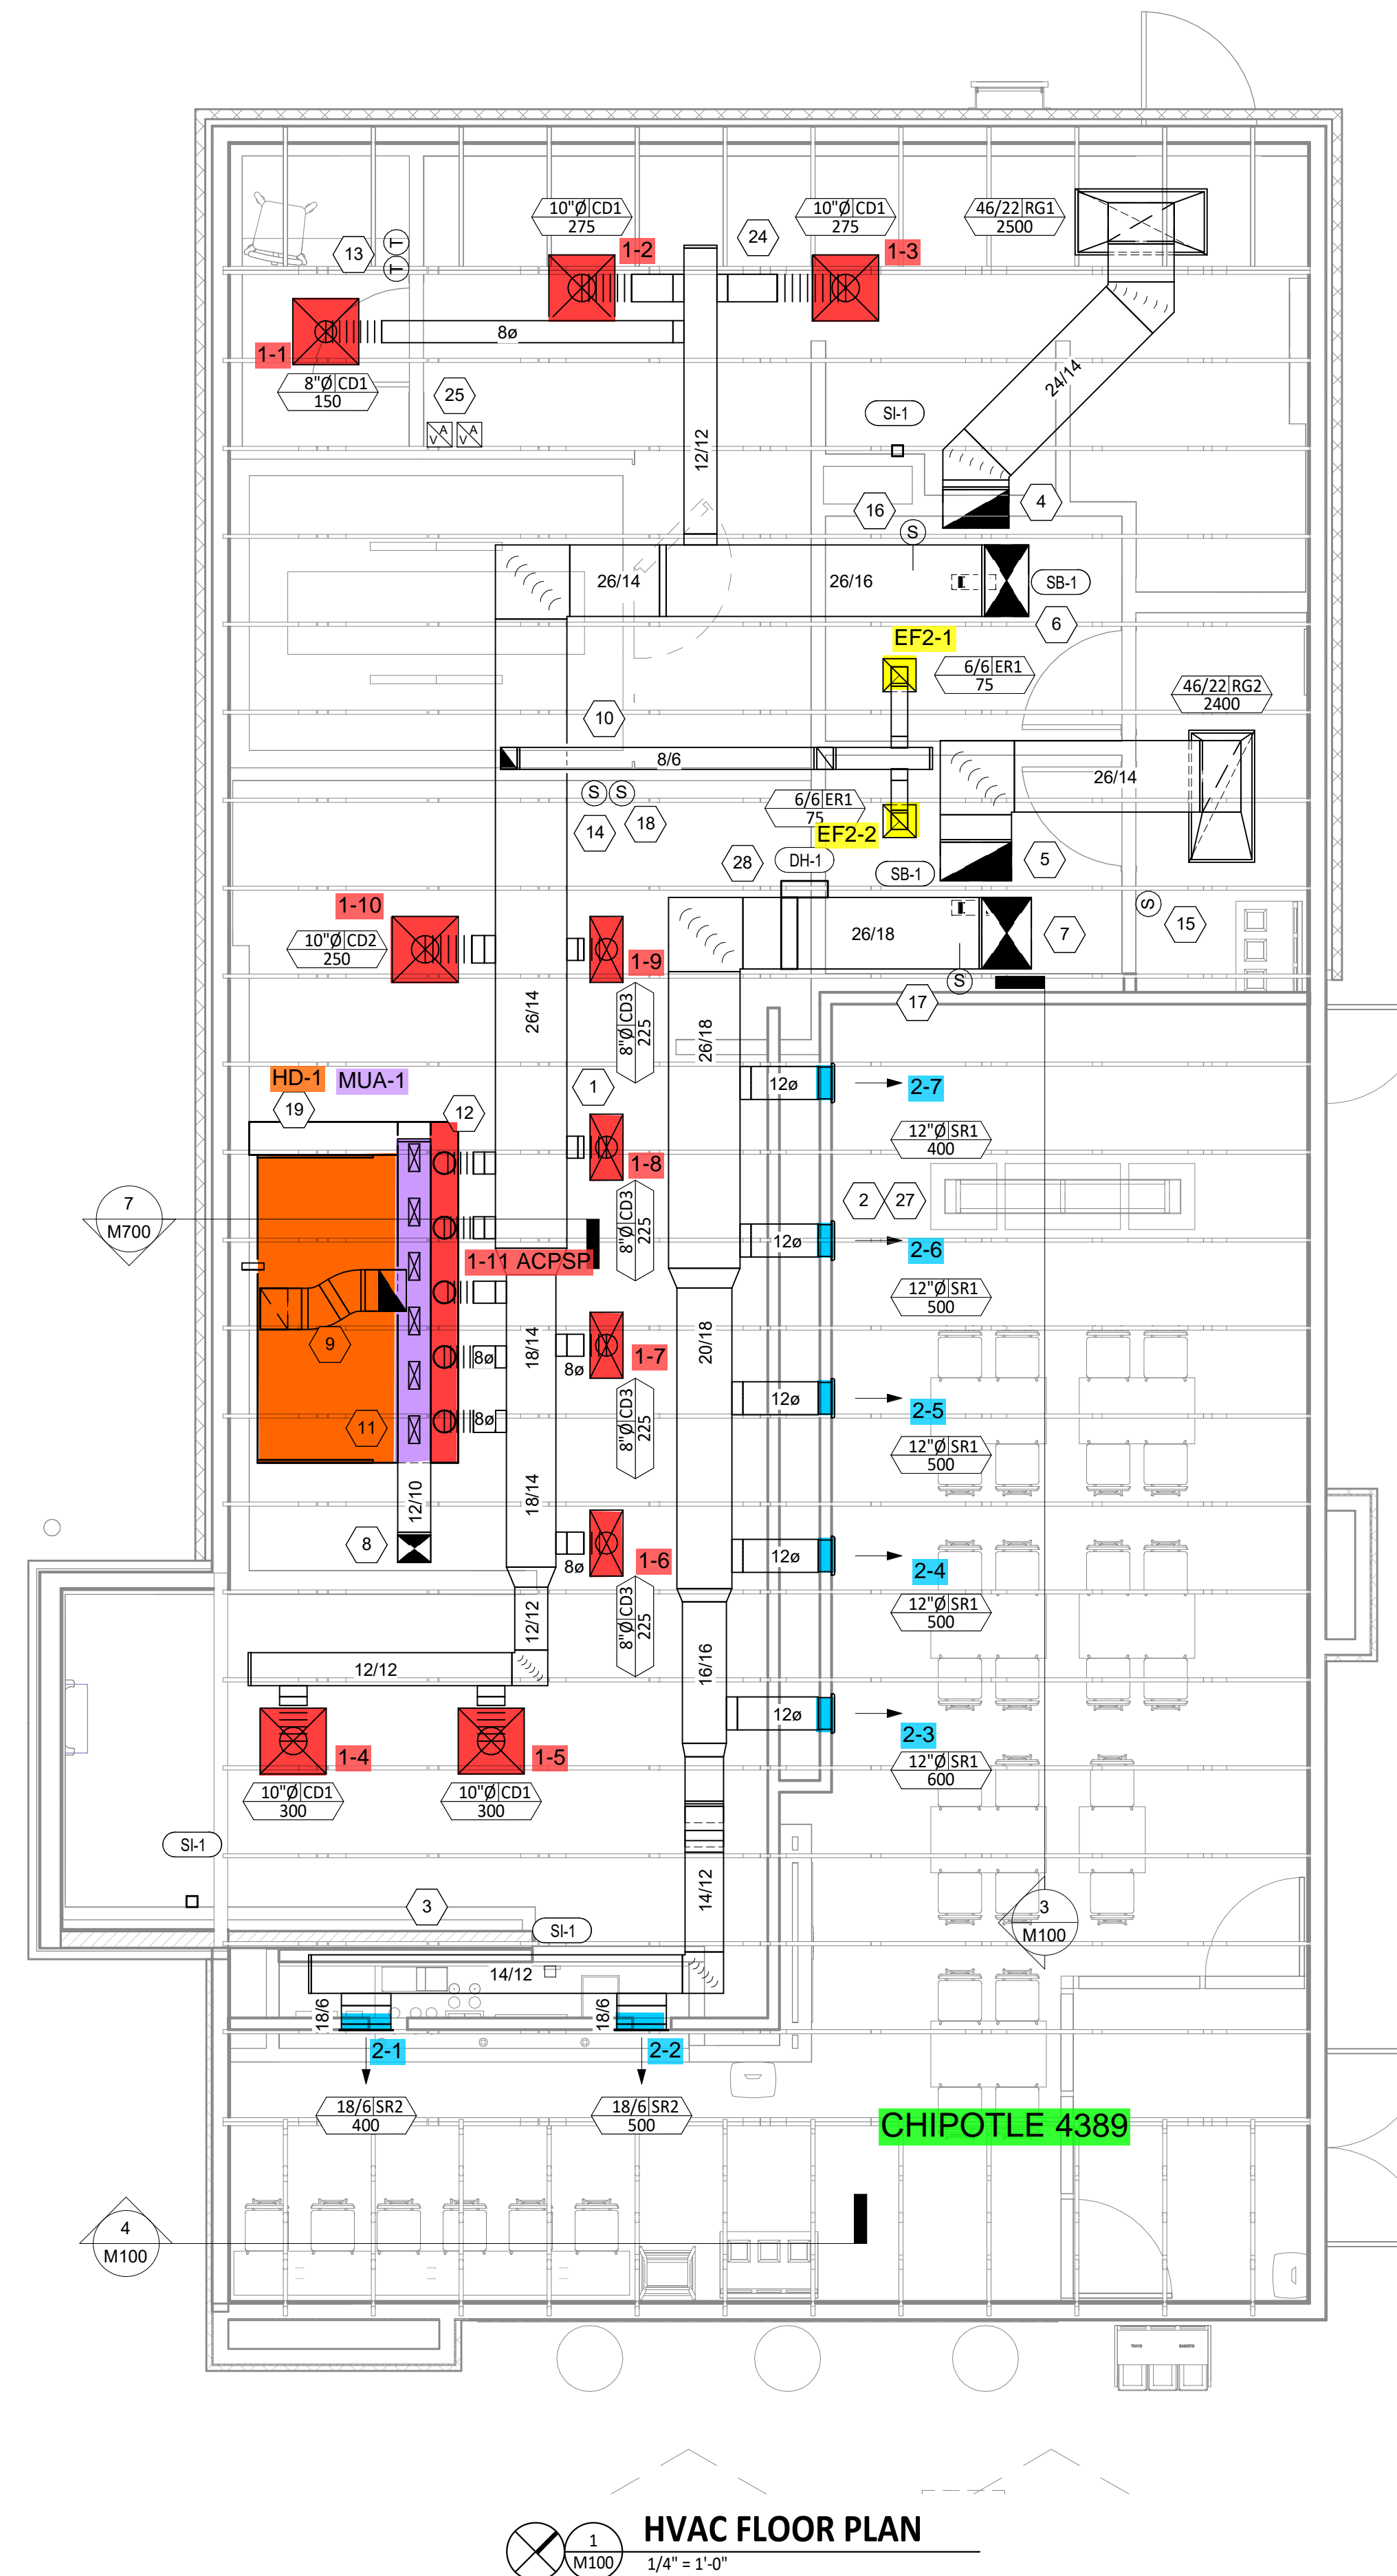 10"Ø CD1
275
10"Ø CD1
275
46/22 RG1
2500
13
T
T
1-2
24
1-3
8ø
1-1
8"Ø CD1
150
25
V A
V A
12/12
24/14
SI-1
4
16
S
26/14
26/16
SB-1
6
EF2-1
6/6 ER1
75
46/22 RG2
2400
10
8/6
26/14
S
S
14
18
6/6 ER1
75
EF2-2
28
DH-1
SB-1
5
1-10
10"Ø CD2
250
26/18
7
S
15
1-9
S
17
8"Ø CD3
225
26/14
26/18
HD-1
MUA-1
1
12ø
2-7
19
12
12"Ø SR1
400
1-8
7
M700
8"Ø CD3
225
2
27
12ø
2-6
1-11 ACPSP
12"Ø SR1
500
9
18/14
20/18
8ø
8ø
1-7
8"Ø CD3
225
12ø
2-5
11
8ø
12"Ø SR1
500
12/10
18/14
8
8ø
1-6
12ø
2-4
8"Ø CD3
225
12"Ø SR1
500
12/12
12/12
16/16
12ø
2-3
1-4
1-5
12"Ø SR1
600
10"Ø CD1
300
10"Ø CD1
300
SI-1
14/12
3
SI-1
3
M100
14/12
18/6
18/6
2-1
2-2
18/6 SR2
400
18/6 SR2
500
CHIPOTLE 4389
4
M100
1
M100
HVAC FLOOR PLAN
1/4" = 1'-0"